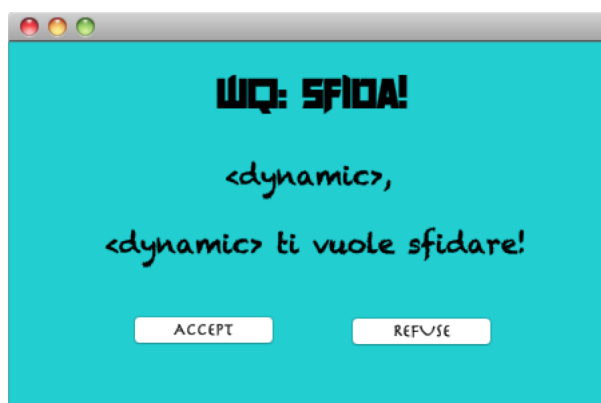 WQ: SFIDA!
<dynamic>,
<dynamic> ti vuole sfidare!
ACCEPT REFUSE